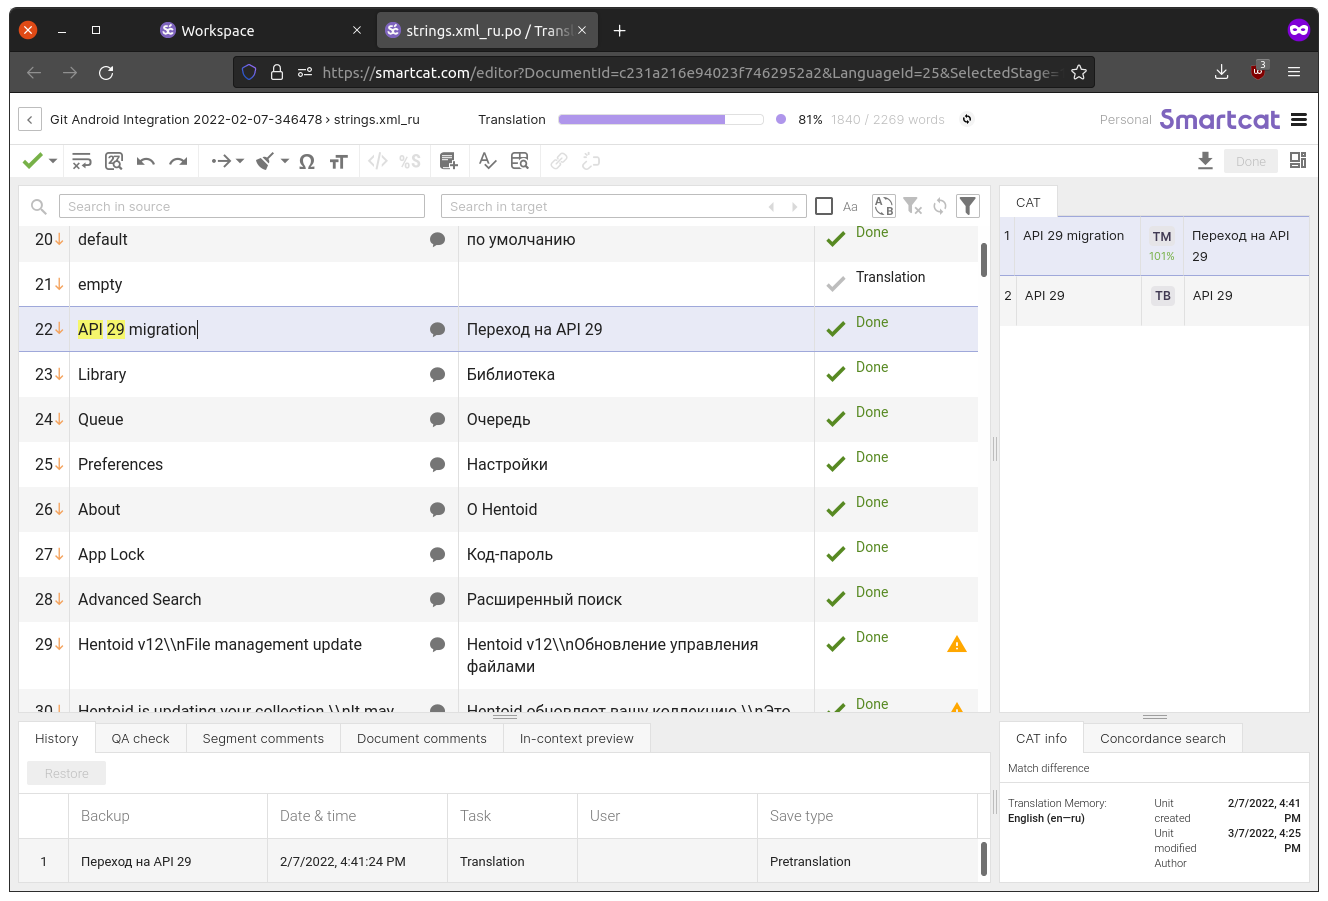 Workspace
strings.xml_ru.po / Transl
https://smartcat.com/editor?DocumentId=c231a216e94023f7462952a2&LanguageId=25&SelectedStage=
3
Git Android Integration 2022-02-07-346478 › strings.xml_ru
Translation
81% 1840 / 2269 words
Personal Smartcat
</> %S
Done
Search in source
Search in target
Aa
20 default по умолчанию Done
21 empty Translation
22 API 29 migration Переход на API 29 Done
23 Library Библиотека Done
24 Queue Очередь Done
25 Preferences Настройки Done
26 About О Hentoid Done
27 App Lock Код-пароль Done
28 Advanced Search Расширенный поиск Done
29 Hentoid v12\\nFile management update Hentoid v12\\nОбновление управления Done
файлами
30 Hentoid is updating your collection.\\nIt may Hentoid обновляет вашу коллекцию.\\nЭто Done
CAT
1 API 29 migration TM Переход на API
101% 29
2 API 29 TB API 29
History QA check Segment comments Document comments In-context preview
Restore
Backup Date & time Task User Save type
1 Переход на API 29 2/7/2022, 4:41:24 PM Translation Pretranslation
CAT info Concordance search
Match difference
Translation Memory:
English (en—ru)
Unit 2/7/2022, 4:41
created PM
Unit 3/7/2022, 4:25
modified PM
Author